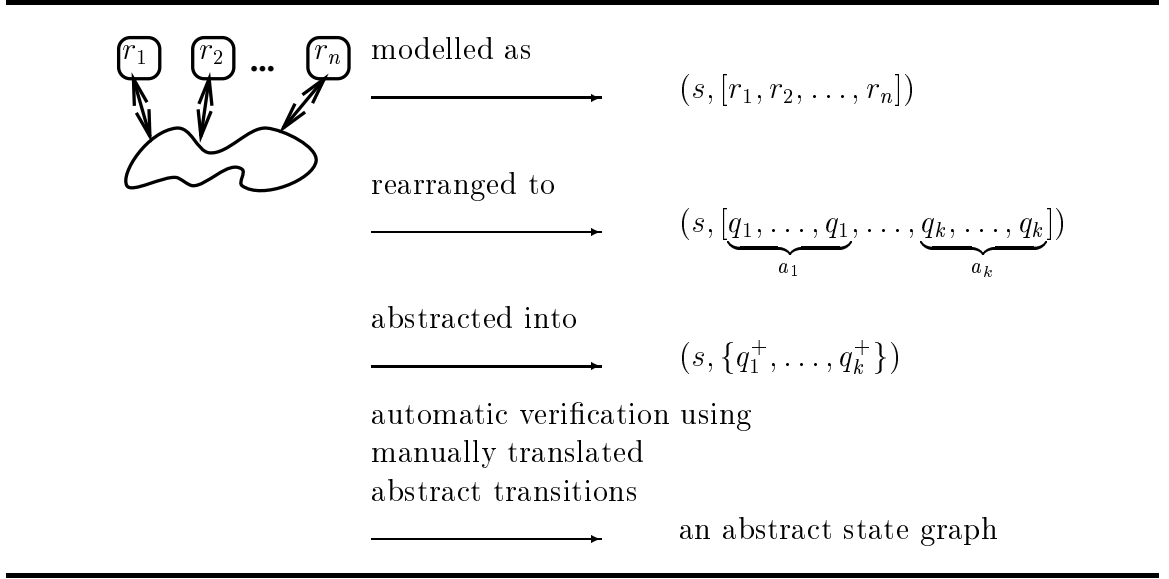 r₁ r₂ ... rₙ
modelled as
(s, [r₁, r₂, . . . , rₙ])
rearranged to
(s, [q₁, . . . , q₁, . . . , qₖ, . . . , qₖ])
a₁ aₖ
abstracted into
(s, {q₁⁺, . . . , qₖ⁺})
automatic verification using
manually translated
abstract transitions
an abstract state graph